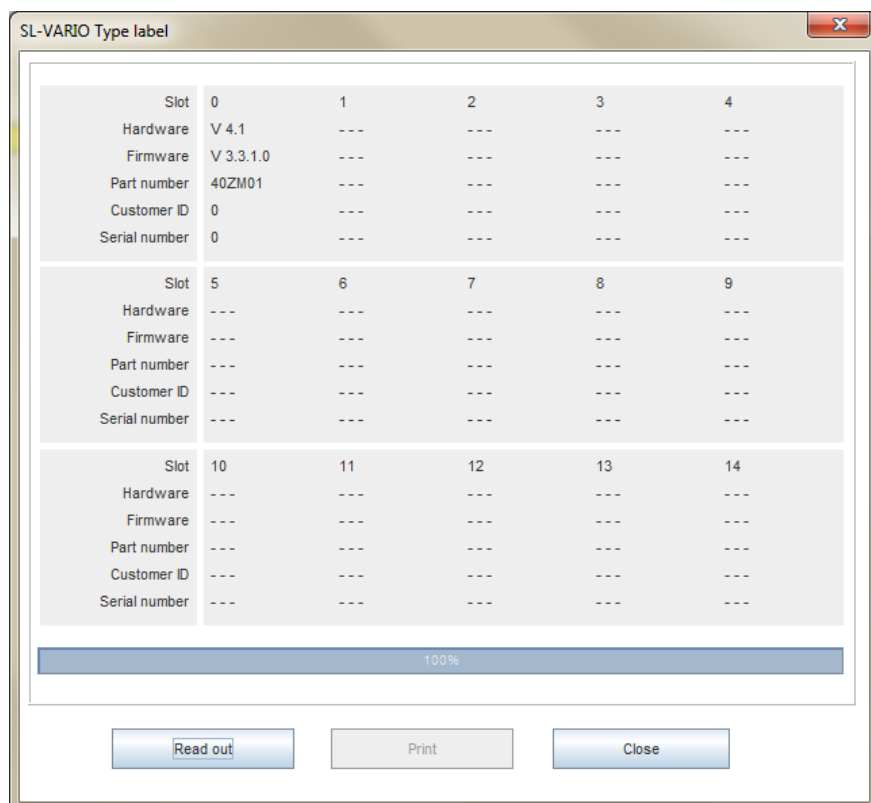 SL-VARIO Type label
Slot 0 1 2 3 4
Hardware V 4.1 --- --- --- ---
Firmware V 3.3.1.0 --- --- --- ---
Part number 40ZM01 --- --- --- ---
Customer ID 0 --- --- --- ---
Serial number 0 --- --- --- ---
Slot 5 6 7 8 9
Hardware --- --- --- --- ---
Firmware --- --- --- --- ---
Part number --- --- --- --- ---
Customer ID --- --- --- --- ---
Serial number --- --- --- --- ---
Slot 10 11 12 13 14
Hardware --- --- --- --- ---
Firmware --- --- --- --- ---
Part number --- --- --- --- ---
Customer ID --- --- --- --- ---
Serial number --- --- --- --- ---
100%
Read out Print Close